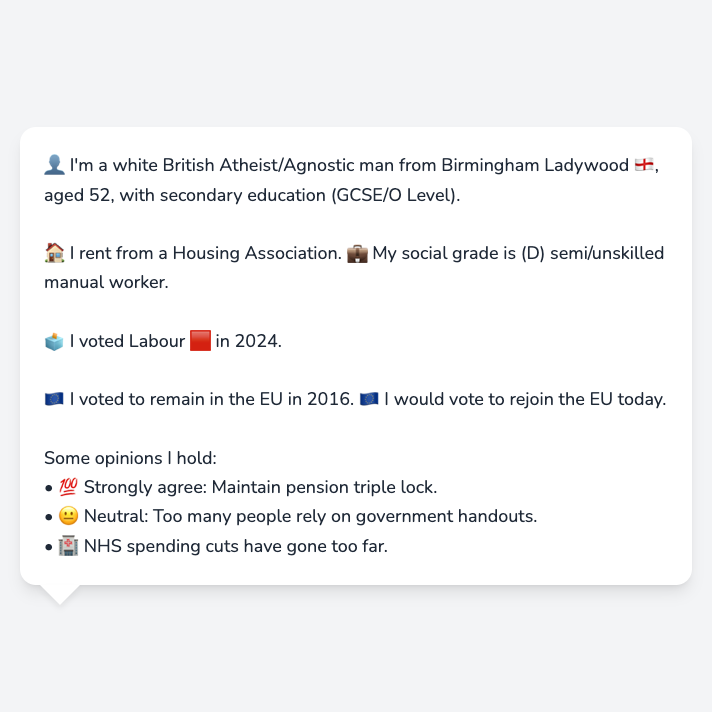 👤 I'm a white British Atheist/Agnostic man from Birmingham Ladywood 🏴󠁧󠁢󠁥󠁮󠁧󠁿,
aged 52, with secondary education (GCSE/O Level).
🏠 I rent from a Housing Association. 💼 My social grade is (D) semi/unskilled
manual worker.
🗳️ I voted Labour 🟥 in 2024.
🇪🇺 I voted to remain in the EU in 2016. 🇪🇺 I would vote to rejoin the EU today.
Some opinions I hold:
• 💯 Strongly agree: Maintain pension triple lock.
• 😐 Neutral: Too many people rely on government handouts.
• 🏥 NHS spending cuts have gone too far.